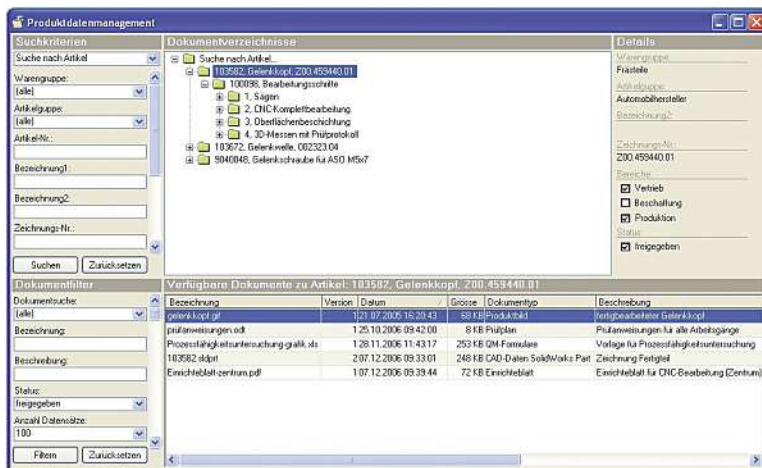 Produktdatenmanagement
Suchkriterien
Suche nach Artikel
Warengruppe:
(alle)
Artikelgruppe:
(alle)
Artikel-Nr.:
Bezeichnung1:
Bezeichnung2:
Zeichnungs-Nr.:
Suchen Zurücksetzen
Dokumentverzeichnisse
Suche nach Artikel...
103582, Gelenkkopf, Z00.459440.01
100098, Bearbeitungsschritte
1, Sägen
2, CNC-Komplettbearbeitung
3, Oberflächenbeschichtung
4, 3D-Messen mit Prüfprotokoll
103672, Gelenkwelle, 002323.04
9040048, Gelenkschraube für ASO M5x7
Details
Warengruppe:
Frästeile
Artikelgruppe:
Automobilhersteller
Bezeichnung2:
Zeichnungs-Nr.:
Z00.459440.01
Bereiche:
Vertrieb
Beschaffung
Produktion
Status:
freigegeben
Dokumentfilter
Dokumentsuche:
(alle)
Bezeichnung:
Beschreibung:
Status:
freigegeben
Anzahl Datensätze:
100
Filtern Zurücksetzen
Verfügbare Dokumente zu Artikel: 103582, Gelenkkopf, Z00.459440.01
Bezeichnung Version Datum Grösse Dokumenttyp Beschreibung
gelenkkopf.gif 1 21.07.2005 16:20:43 68 KB Produktbild fertigbearbeiteter Gelenkkopf
prüfanweisungen.odt 1 25.10.2006 09:42:00 8 KB Prüfplan Prüfanweisungen für alle Arbeitsgänge
Prozessfähigkeitsuntersuchung-grafik.xls 1 28.11.2006 11:43:17 253 KB QM-Formulare Vorlage für Prozessfähigkeitsuntersuchung
103582.sldprt 2 07.12.2006 09:33:01 248 KB CAD-Daten SolidWorks Part Zeichnung Fertigteil
Einrichteblatt-zentrum.pdf 1 07.12.2006 09:39:44 72 KB Einrichteblatt Einrichteblatt für CNC-Bearbeitung (Zentrum)